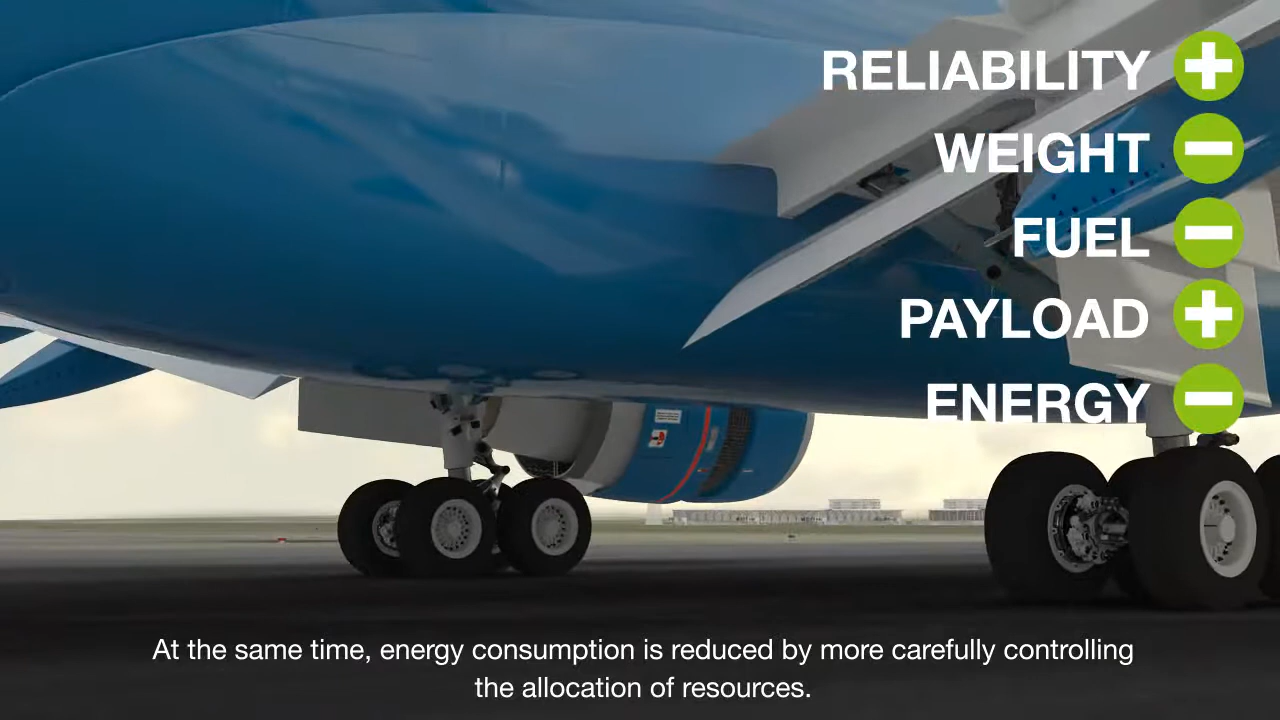 RELIABILITY
WEIGHT
FUEL
PAYLOAD
ENERGY
At the same time, energy consumption is reduced by more carefully controlling
the allocation of resources.